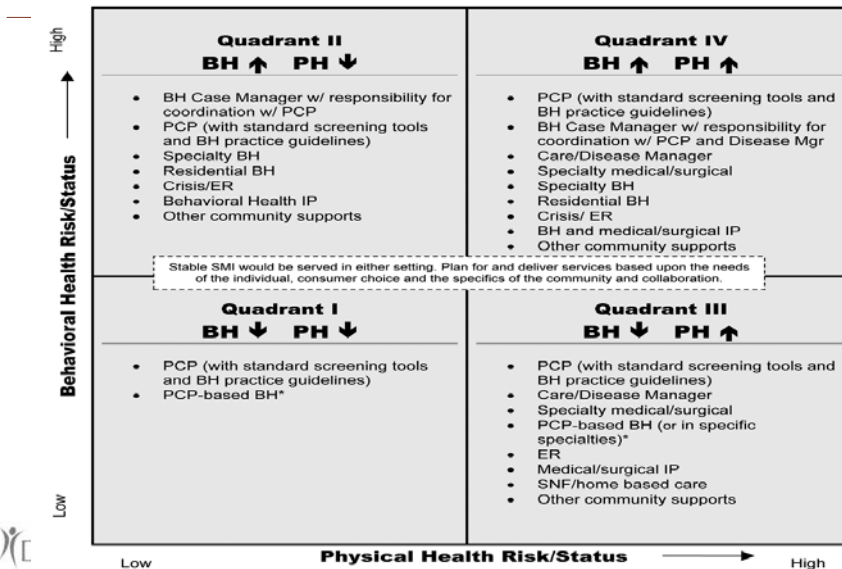 High
Behavioral Health Risk/Status
Low
Quadrant II
BH PH
• BH Case Manager w/ responsibility for
coordination w/ PCP
• PCP (with standard screening tools
and BH practice guidelines)
• Specialty BH
• Residential BH
• Crisis/ER
• Behavioral Health IP
• Other community supports
Quadrant IV
BH PH
• PCP (with standard screening tools and
BH practice guidelines)
• BH Case Manager w/ responsibility for
coordination w/ PCP and Disease Mgr
• Care/Disease Manager
• Specialty medical/surgical
• Specialty BH
• Residential BH
• Crisis/ ER
• BH and medical/surgical IP
• Other community supports
Stable SMI would be served in either setting. Plan for and deliver services based upon the needs
of the individual, consumer choice and the specifics of the community and collaboration.
Quadrant I
BH PH
• PCP (with standard screening tools
and BH practice guidelines)
• PCP-based BH*
Quadrant III
BH PH
• PCP (with standard screening tools and
BH practice guidelines)
• Care/Disease Manager
• Specialty medical/surgical
• PCP-based BH (or in specific
specialties)*
• ER
• Medical/surgical IP
• SNF/home based care
• Other community supports
Low
Physical Health Risk/Status
High